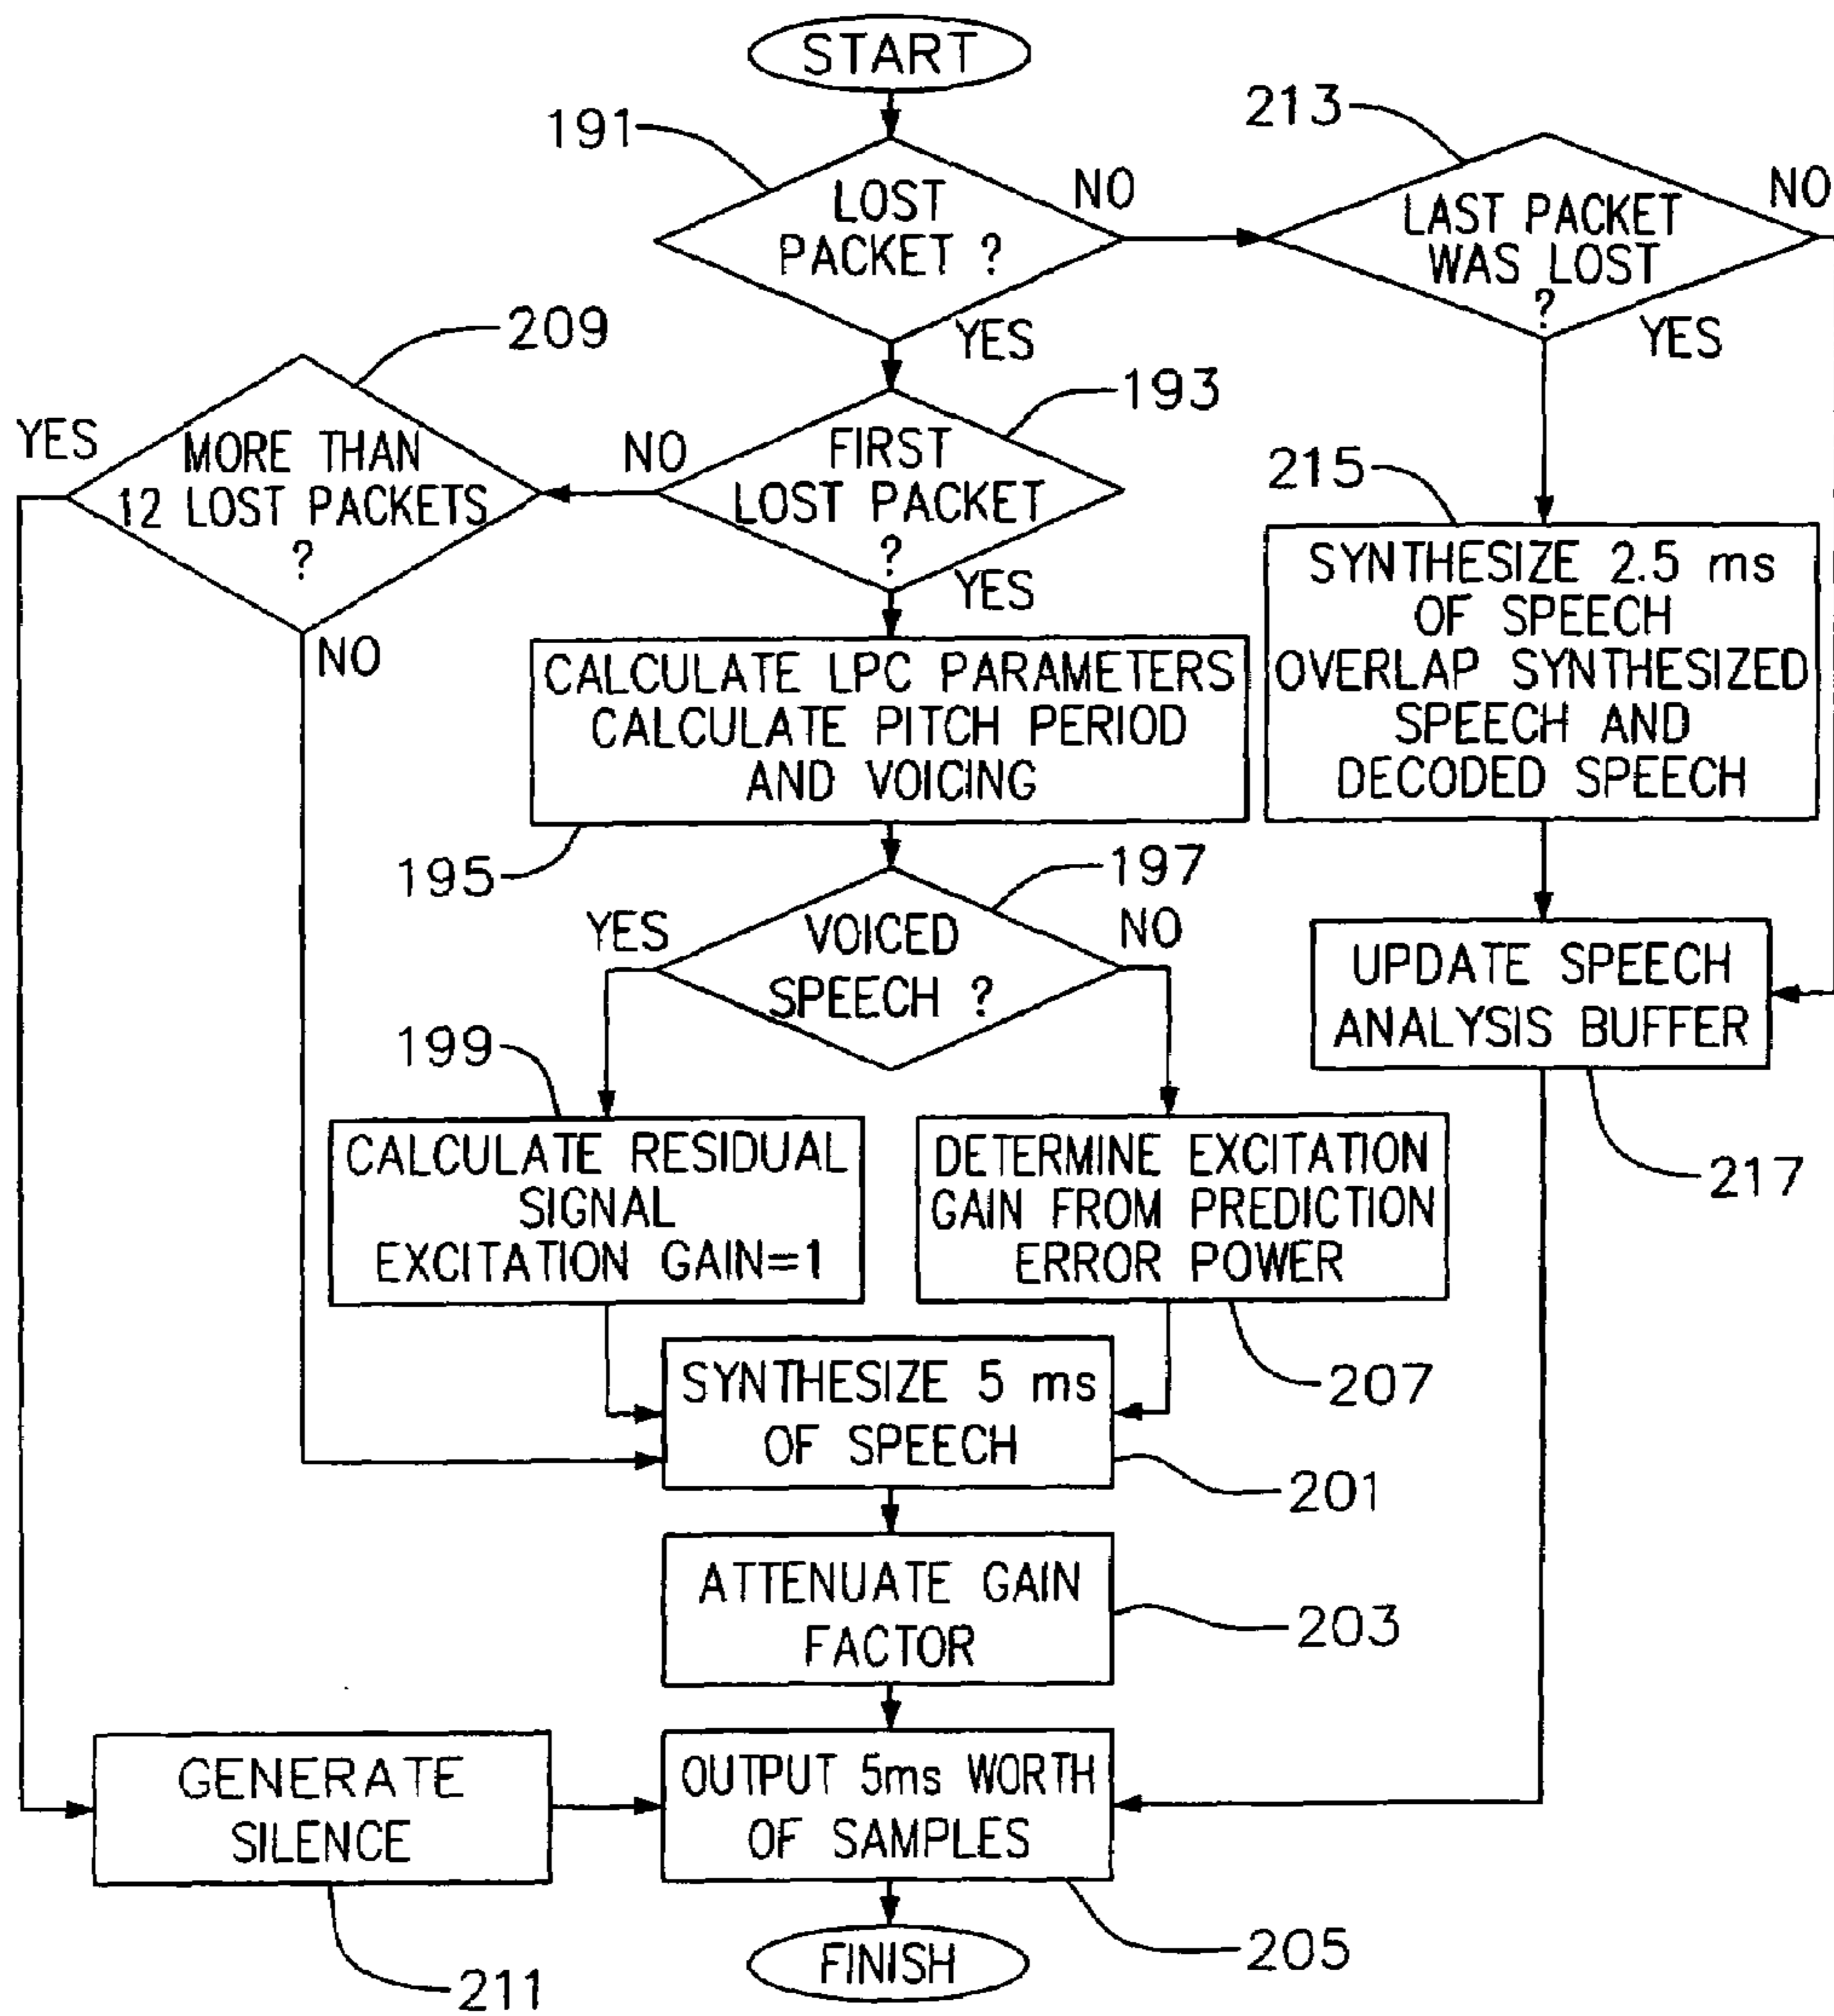 START
191
LOST
PACKET ?
NO
YES
213
LAST PACKET
WAS LOST
?
NO
YES
209
MORE THAN
12 LOST PACKETS
?
YES
NO
193
FIRST
LOST PACKET
?
NO
YES
215
SYNTHESIZE 2.5 ms
OF SPEECH
OVERLAP SYNTHESIZED
SPEECH AND
DECODED SPEECH
CALCULATE LPC PARAMETERS
CALCULATE PITCH PERIOD
AND VOICING
195
197
VOICED
SPEECH ?
YES
NO
UPDATE SPEECH
ANALYSIS BUFFER
217
199
CALCULATE RESIDUAL
SIGNAL
EXCITATION GAIN=1
DETERMINE EXCITATION
GAIN FROM PREDICTION
ERROR POWER
207
SYNTHESIZE 5 ms
OF SPEECH
201
ATTENUATE GAIN
FACTOR
203
GENERATE
SILENCE
211
OUTPUT 5ms WORTH
OF SAMPLES
205
FINISH